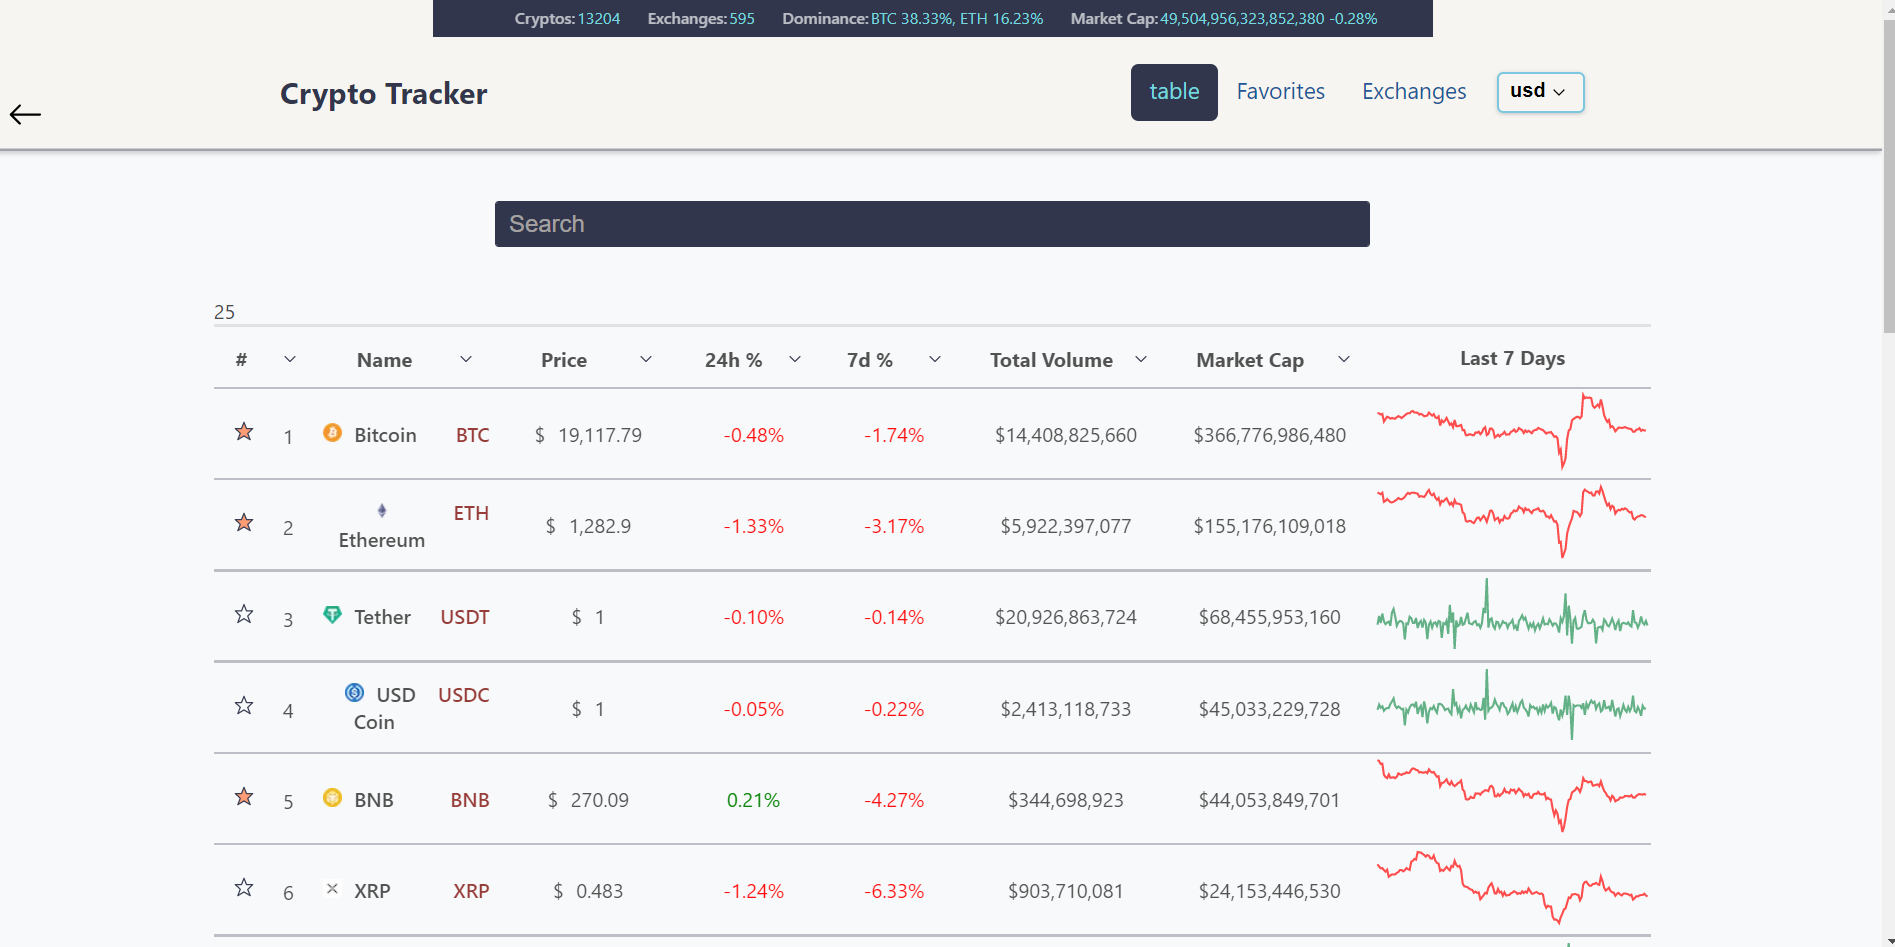 Cryptos: 13204 Exchanges: 595 Dominance: BTC 38.33%, ETH 16.23% Market Cap: 49,504,956,323,852,380 -0.28%
Crypto Tracker table Favorites Exchanges usd
Search
25
# Name Price 24h % 7d % Total Volume Market Cap Last 7 Days
1 Bitcoin BTC $ 19,117.79 -0.48% -1.74% $14,408,825,660 $366,776,986,480
2 Ethereum ETH $ 1,282.9 -1.33% -3.17% $5,922,397,077 $155,176,109,018
3 Tether USDT $ 1 -0.10% -0.14% $20,926,863,724 $68,455,953,160
4 USD Coin USDC $ 1 -0.05% -0.22% $2,413,118,733 $45,033,229,728
5 BNB BNB $ 270.09 0.21% -4.27% $344,698,923 $44,053,849,701
6 XRP XRP $ 0.483 -1.24% -6.33% $903,710,081 $24,153,446,530